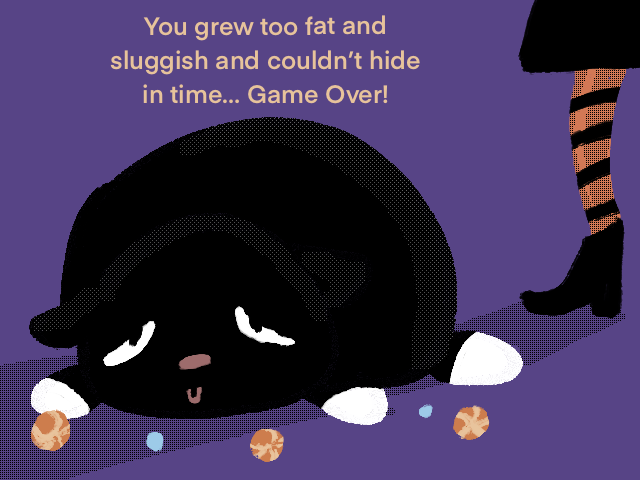 You grew too fat and
sluggish and couldn't hide
in time... Game Over!